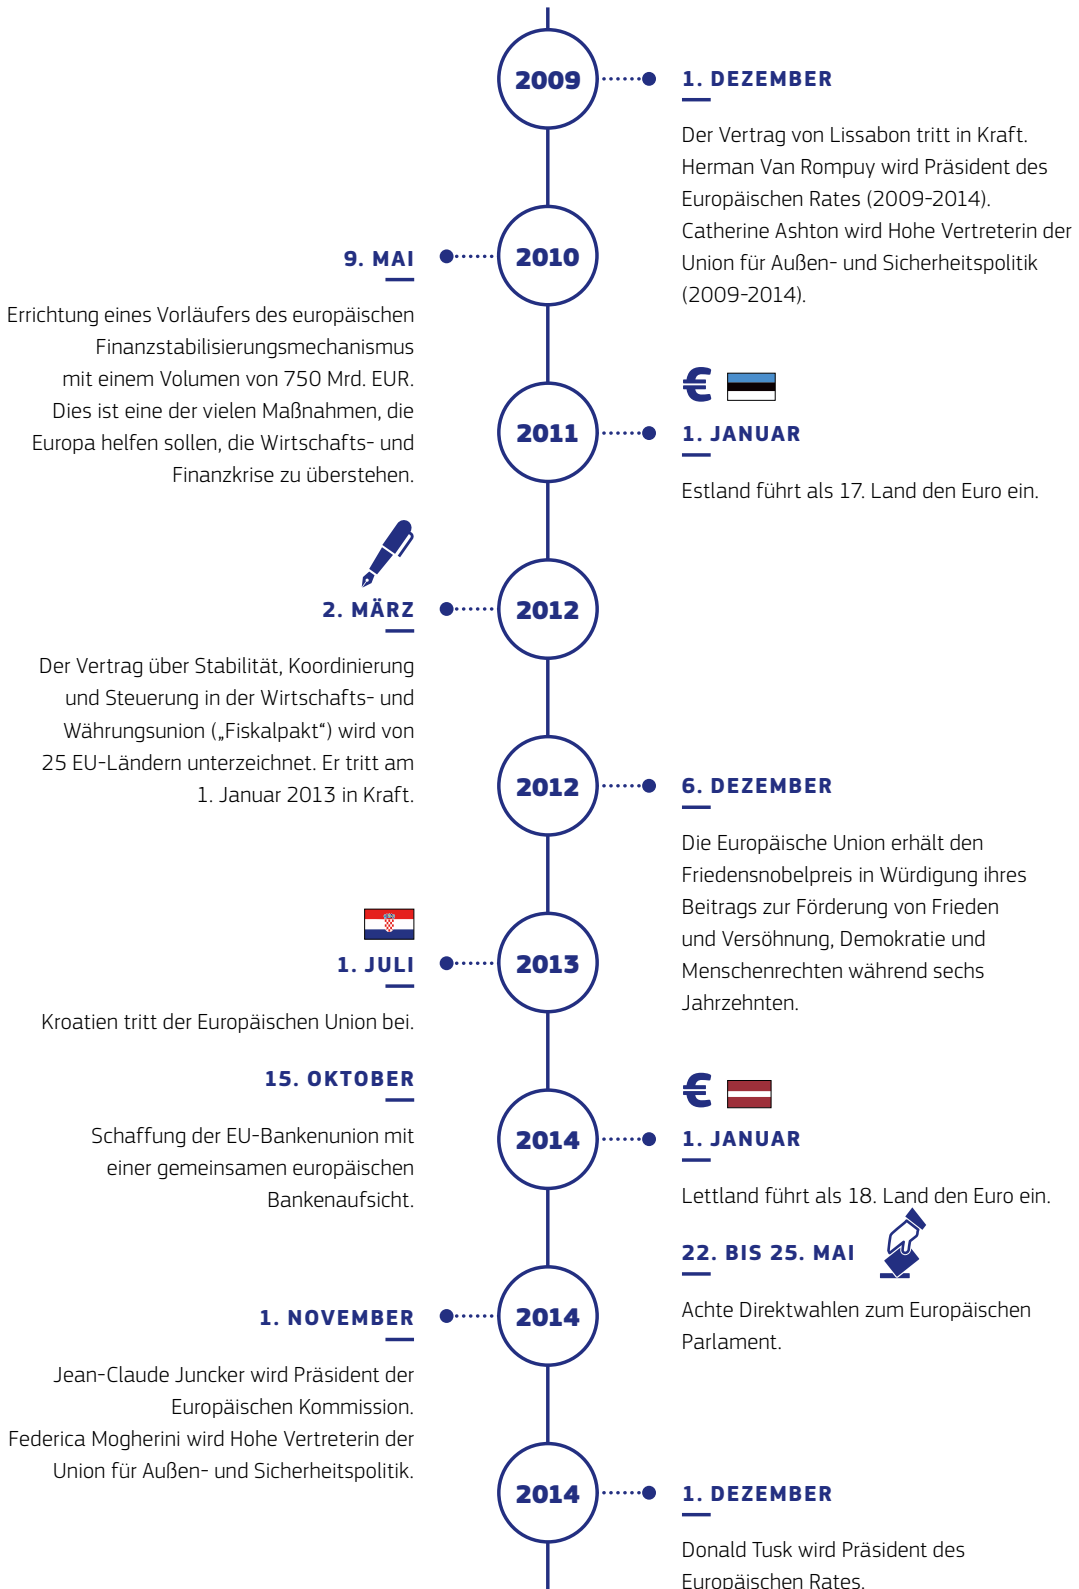 2009
1. DEZEMBER
Der Vertrag von Lissabon tritt in Kraft.
Herman Van Rompuy wird Präsident des
Europäischen Rates (2009-2014).
Catherine Ashton wird Hohe Vertreterin der
Union für Außen- und Sicherheitspolitik
(2009-2014).
2010
9. MAI
Errichtung eines Vorläufers des europäischen
Finanzstabilisierungsmechanismus
mit einem Volumen von 750 Mrd. EUR.
Dies ist eine der vielen Maßnahmen, die
Europa helfen sollen, die Wirtschafts- und
Finanzkrise zu überstehen.
€
2011
1. JANUAR
Estland führt als 17. Land den Euro ein.
2012
2. MÄRZ
Der Vertrag über Stabilität, Koordinierung
und Steuerung in der Wirtschafts- und
Währungsunion („Fiskalpakt“) wird von
25 EU-Ländern unterzeichnet. Er tritt am
1. Januar 2013 in Kraft.
2012
6. DEZEMBER
Die Europäische Union erhält den
Friedensnobelpreis in Würdigung ihres
Beitrags zur Förderung von Frieden
und Versöhnung, Demokratie und
Menschenrechten während sechs
Jahrzehnten.
2013
1. JULI
Kroatien tritt der Europäischen Union bei.
15. OKTOBER
Schaffung der EU-Bankenunion mit
einer gemeinsamen europäischen
Bankenaufsicht.
€
2014
1. JANUAR
Lettland führt als 18. Land den Euro ein.
22. BIS 25. MAI
Achte Direktwahlen zum Europäischen
Parlament.
2014
1. NOVEMBER
Jean-Claude Juncker wird Präsident der
Europäischen Kommission.
Federica Mogherini wird Hohe Vertreterin der
Union für Außen- und Sicherheitspolitik.
2014
1. DEZEMBER
Donald Tusk wird Präsident des
Europäischen Rates.